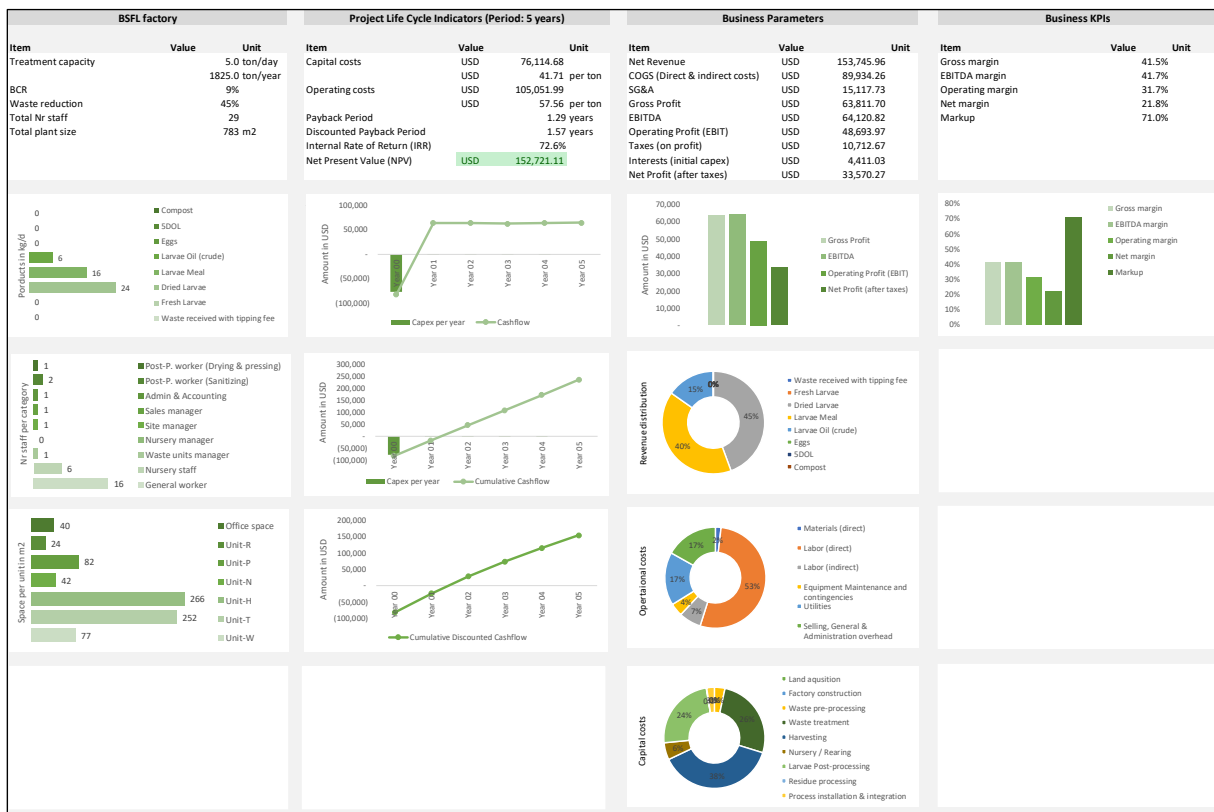 BSFL factory
Item Value Unit
Treatment capacity 5.0 ton/day
1825.0 ton/year
BCR 9%
Waste reduction 45%
Total Nr staff 29
Total plant size 783 m2
Project Life Cycle Indicators (Period: 5 years)
Item Value Unit
Capital costs USD 76,114.68
USD 41.71 per ton
Operating costs USD 105,051.99
USD 57.56 per ton
Payback Period 1.29 years
Discounted Payback Period 1.57 years
Internal Rate of Return (IRR) 72.6%
Net Present Value (NPV) USD 152,721.11
Business Parameters
Item Value Unit
Net Revenue USD 153,745.96
COGS (Direct & indirect costs) USD 89,934.26
SG&A USD 15,117.73
Gross Profit USD 63,811.70
EBITDA USD 64,120.82
Operating Profit (EBIT) USD 48,693.97
Taxes (on profit) USD 10,712.67
Interests (initial capex) USD 4,411.03
Net Profit (after taxes) USD 33,570.27
Business KPIs
Item Value Unit
Gross margin 41.5%
EBITDA margin 41.7%
Operating margin 31.7%
Net margin 21.8%
Markup 71.0%
Porducts in kg/d
0
0
0
6
16
24
0
0
Compost
5DOL
Eggs
Larvae Oil (crude)
Larvae Meal
Dried Larvae
Fresh Larvae
Waste received with tipping fee
Amount in USD
100,000
50,000
-
(50,000)
(100,000)
Year 00
Year 01
Year 02
Year 03
Year 04
Year 05
Capex per year
Cashflow
Amount in USD
70,000
60,000
50,000
40,000
30,000
20,000
10,000
-
Gross Profit
EBITDA
Operating Profit (EBIT)
Net Profit (after taxes)
80%
70%
60%
50%
40%
30%
20%
10%
0%
Gross margin
EBITDA margin
Operating margin
Net margin
Markup
Nr staff per category
1
2
1
1
1
0
1
6
16
Post-P. worker (Drying & pressing)
Post-P. worker (Sanitizing)
Admin & Accounting
Sales manager
Site manager
Nursery manager
Waste units manager
Nursery staff
General worker
Amount in USD
300,000
250,000
200,000
150,000
100,000
50,000
-
(50,000)
(100,000)
Year 00
Year 01
Year 02
Year 03
Year 04
Year 05
Capex per year
Cumulative Cashflow
Revenue distribution
15%
0%
45%
40%
Waste received with tipping fee
Fresh Larvae
Dried Larvae
Larvae Meal
Larvae Oil (crude)
Eggs
5DOL
Compost
Space per unit in m2
40
24
82
42
266
252
77
Office space
Unit-R
Unit-P
Unit-N
Unit-H
Unit-T
Unit-W
Amount in USD
200,000
150,000
100,000
50,000
-
(50,000)
(100,000)
Year 00
Year 02
Year 03
Year 04
Year 05
Cumulative Discounted Cashflow
Opertaional costs
17%
2%
17%
53%
4%
7%
Materials (direct)
Labor (direct)
Labor (indirect)
Equipment Maintenance and
contingencies
Utilities
Selling, General &
Administration overhead
Capital costs
24%
6%
Land aqusition
Factory construction
Waste pre-processing
Waste treatment
Harvesting
Nursery / Rearing
Larvae Post-processing
Residue processing
Process installation & integration